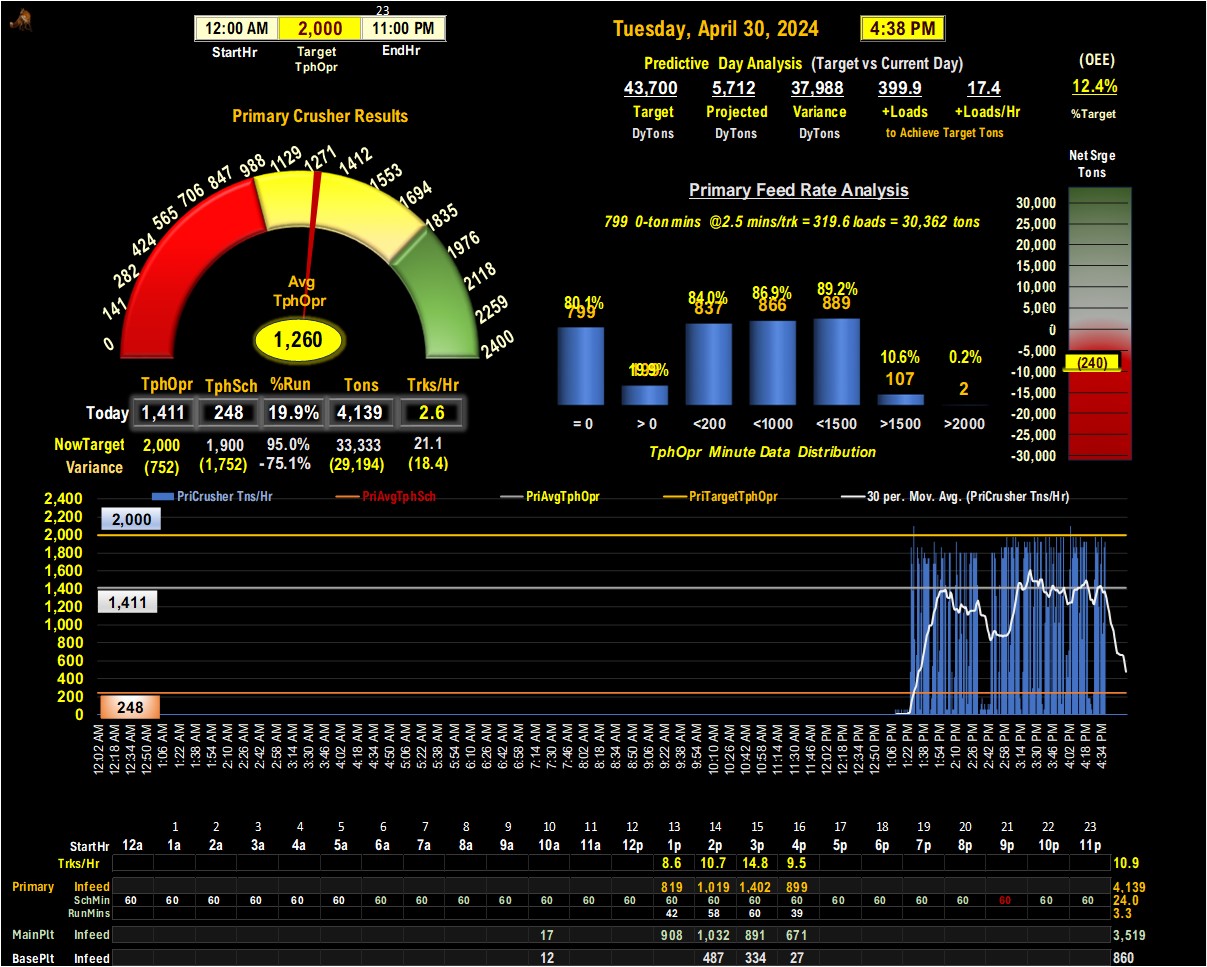 23
12:00 AM 2,000 11:00 PM
StartHr Target TphOpr EndHr
Tuesday, April 30, 2024 4:38 PM
Predictive Day Analysis (Target vs Current Day)
43,700 5,712 37,988 399.9 17.4
Target Projected Variance +Loads +Loads/Hr
DyTons DyTons DyTons to Achieve Target Tons
(OEE)
12.4%
%Target
Primary Crusher Results
0 141 282 424 565 706 847 988 1129 1271 1412 1553 1694 1835 1976 2118 2259 2400
Avg
TphOpr
1,260
TphOpr TphSch %Run Tons Trks/Hr
Today 1,411 248 19.9% 4,139 2.6
NowTarget 2,000 1,900 95.0% 33,333 21.1
Variance (752) (1,752) -75.1% (29,194) (18.4)
Primary Feed Rate Analysis
799 0-ton mins @2.5 mins/trk = 319.6 loads = 30,362 tons
80.1% 84.0% 86.9% 89.2% 10.6% 0.2%
799 837 866 889 107 2
= 0 > 0 <200 <1000 <1500 >1500 >2000
TphOpr Minute Data Distribution
Net Srge
Tons
30,000
25,000
20,000
15,000
10,000
5,000
0
-5,000
(240)
-10,000
-15,000
-20,000
-25,000
-30,000
PriCrusher Tns/Hr PriAvgTphSch PriAvgTphOpr PriTargetTphOpr 30 per. Mov. Avg. (PriCrusher Tns/Hr)
2,400
2,200
2,000
1,800
1,600
1,400
1,200
1,000
800
600
400
200
0
2,000
1,411
248
12:02 AM 12:18 AM 12:34 AM 12:50 AM 1:06 AM 1:22 AM 1:38 AM 1:54 AM 2:10 AM 2:26 AM 2:42 AM 2:58 AM 3:14 AM 3:30 AM 3:46 AM 4:02 AM 4:18 AM 4:34 AM 4:50 AM 5:06 AM 5:22 AM 5:38 AM 5:54 AM 6:10 AM 6:26 AM 6:42 AM 6:58 AM 7:14 AM 7:30 AM 7:46 AM 8:02 AM 8:18 AM 8:34 AM 8:50 AM 9:06 AM 9:22 AM 9:38 AM 9:54 AM 10:10 AM 10:26 AM 10:42 AM 10:58 AM 11:14 AM 11:30 AM 11:46 AM 12:02 PM 12:18 PM 12:34 PM 12:50 PM 1:06 PM 1:22 PM 1:38 PM 1:54 PM 2:10 PM 2:26 PM 2:42 PM 2:58 PM 3:14 PM 3:30 PM 3:46 PM 4:02 PM 4:18 PM 4:34 PM
1 2 3 4 5 6 7 8 9 10 11 12 13 14 15 16 17 18 19 20 21 22 23
StartHr 12a 1a 2a 3a 4a 5a 6a 7a 8a 9a 10a 11a 12p 1p 2p 3p 4p 5p 6p 7p 8p 9p 10p 11p
Trks/Hr 8.6 10.7 14.8 9.5 10.9
Primary Infeed 819 1,019 1,402 899 4,139
SchMin 60 60 60 60 60 60 60 60 60 60 60 60 60 60 60 60 60 60 60 60 60 60 60 60 24.0
RunMins 42 58 60 39 3.3
MainPlt Infeed 17 908 1,032 891 671 3,519
BasePlt Infeed 12 487 334 27 860